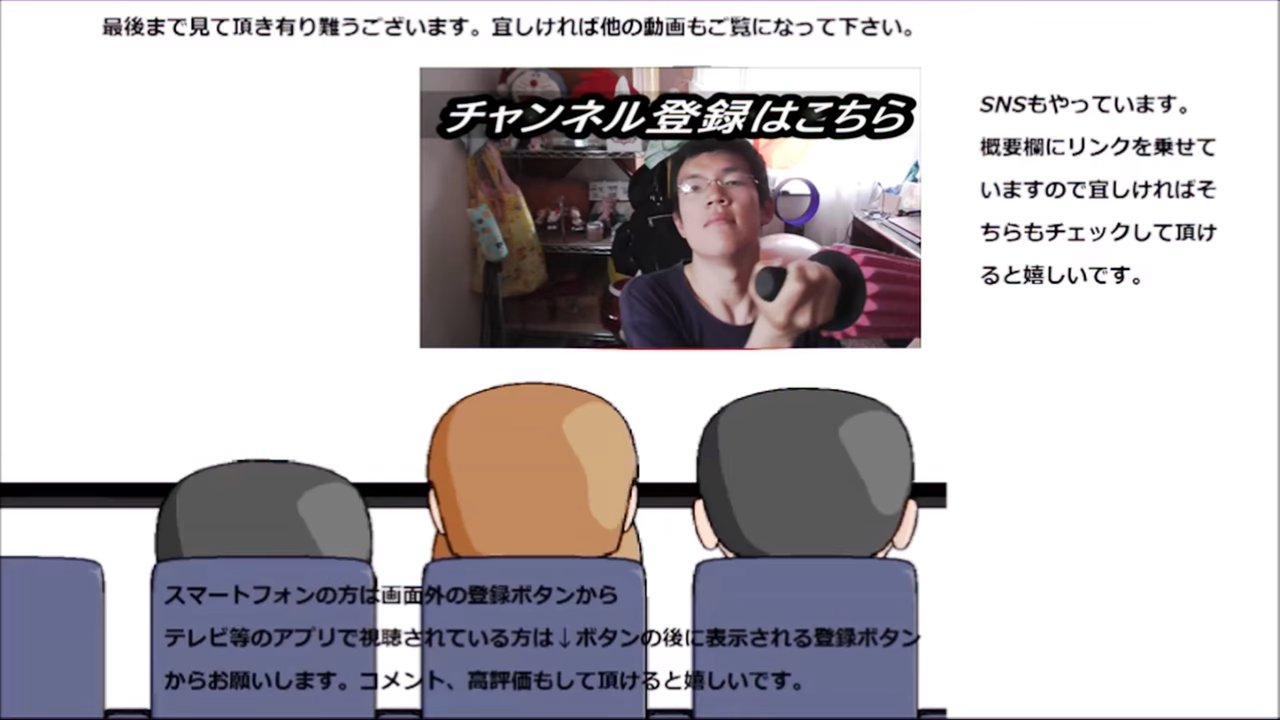 最後まで見て頂き有り難うございます。宜しければ他の動画もご覧になって下さい。
チャンネル登録はこちら
SNSもやっています。
概要欄にリンクを乗せて
いますので宜しければそ
ちらもチェックして頂け
ると嬉しいです。
スマートフォンの方は画面外の登録ボタンから
テレビ等のアプリで視聴されている方は↓ボタンの後に表示される登録ボタン
からお願いします。コメント、高評価もして頂けると嬉しいです。